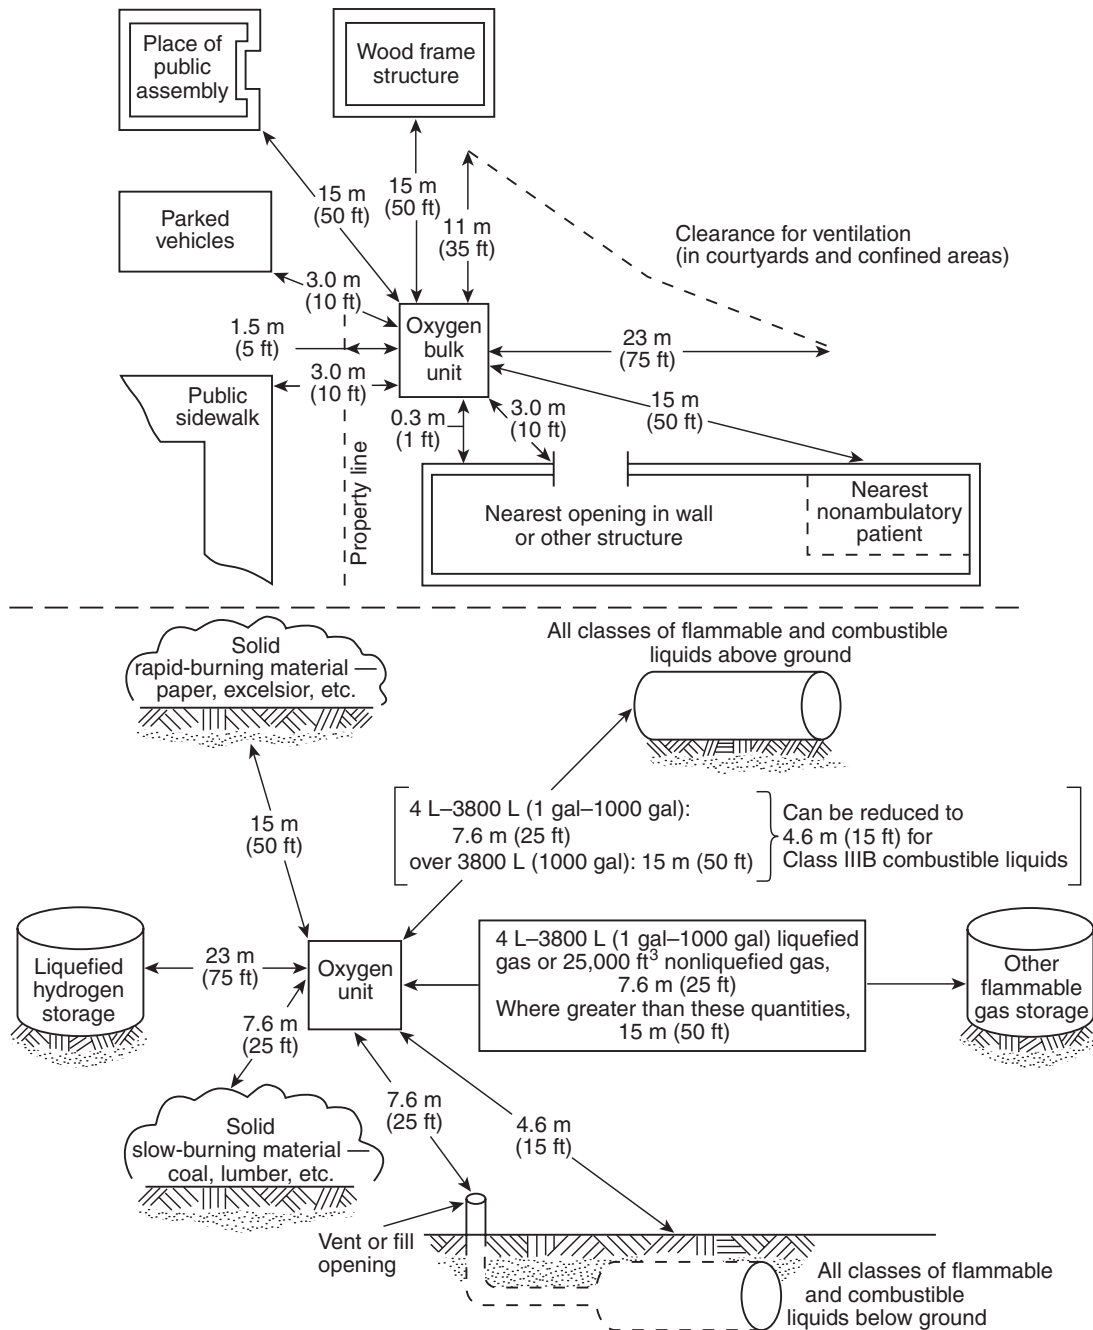 Place of
public
assembly
Wood frame
structure
15 m
(50 ft)
15 m
(50 ft)
11 m
(35 ft)
Parked
vehicles
Clearance for ventilation
(in courtyards and confined areas)
3.0 m
(10 ft)
1.5 m
(5 ft)
Oxygen
bulk
unit
23 m
(75 ft)
3.0 m
(10 ft)
Public
sidewalk
0.3 m
(1 ft)
3.0 m
(10 ft)
15 m
(50 ft)
Property line
Nearest opening in wall
or other structure
Nearest
nonambulatory
patient
Solid
rapid-burning material —
paper, excelsior, etc.
All classes of flammable and combustible
liquids above ground
15 m
(50 ft)
4 L–3800 L (1 gal–1000 gal):
7.6 m (25 ft)
over 3800 L (1000 gal): 15 m (50 ft)
Can be reduced to
4.6 m (15 ft) for
Class IIIB combustible liquids
Liquefied
hydrogen
storage
23 m
(75 ft)
Oxygen
unit
4 L–3800 L (1 gal–1000 gal) liquefied
gas or 25,000 ft³ nonliquefied gas,
7.6 m (25 ft)
Where greater than these quantities,
15 m (50 ft)
Other
flammable
gas storage
7.6 m
(25 ft)
Solid
slow-burning material —
coal, lumber, etc.
7.6 m
(25 ft)
4.6 m
(15 ft)
Vent or fill
opening
All classes of flammable
and combustible
liquids below ground